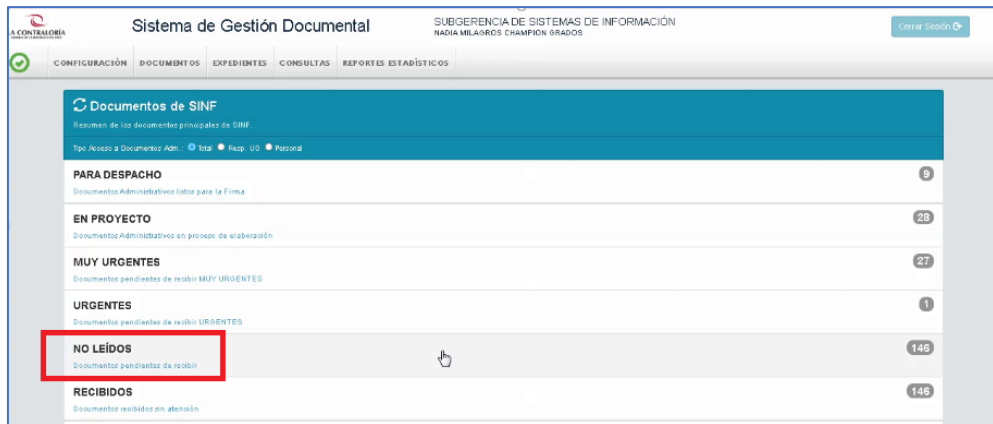 LA CONTRALORÍA
Sistema de Gestión Documental
SUBGERENCIA DE SISTEMAS DE INFORMACIÓN
NADIA MILAGROS CHAMPION GRADOS
Cerrar Sesión
CONFIGURACIÓN DOCUMENTOS EXPEDIENTES CONSULTAS REPORTES ESTADÍSTICOS
Documentos de SINF
Resumen de los documentos principales de SINF.
Tipo Acceso a Documentos Adm.: Total Resp. UO Personal
PARA DESPACHO 9
Documentos Administrativos listos para la Firma
EN PROYECTO 28
Documentos Administrativos en proceso de elaboración
MUY URGENTES 27
Documentos pendientes de recibir MUY URGENTES
URGENTES 1
Documentos pendientes de recibir URGENTES
NO LEÍDOS 146
Documentos pendientes de recibir
RECIBIDOS 146
Documentos recibidos sin atención